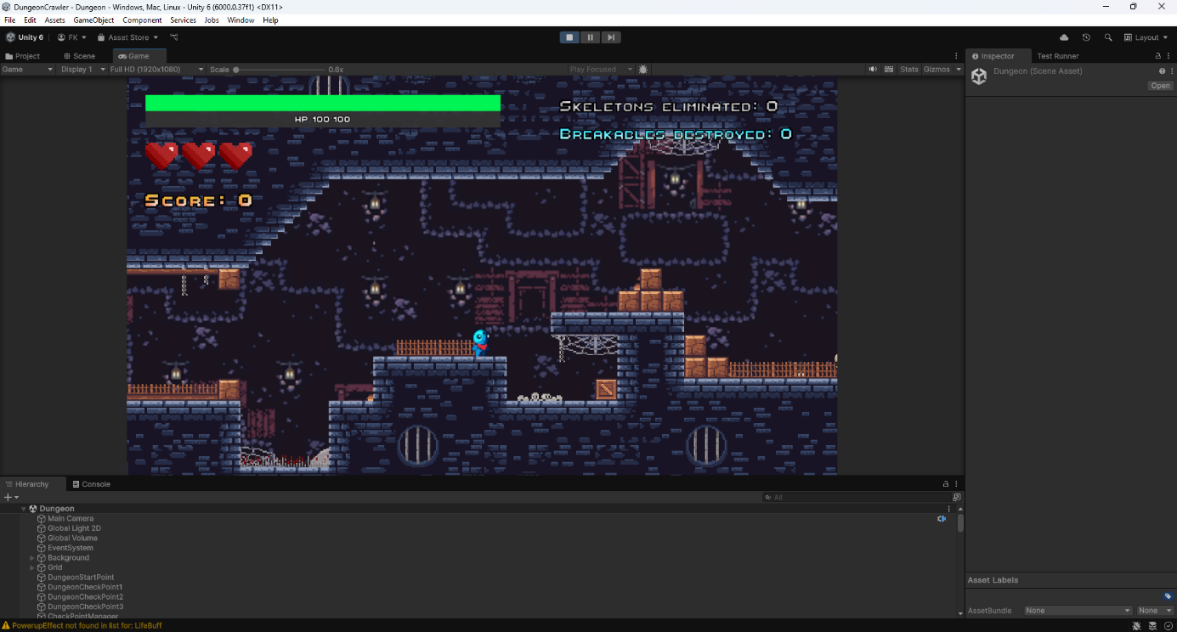 DungeonCrawler - Dungeon - Windows, Mac, Linux - Unity 6 (6000.0.37f1) <DX11>
File Edit Assets GameObject Component Services Jobs Window Help
Unity 6 FK Asset Store Layout
Project Scene Game Inspector Test Runner
Game Display 1 Full HD (1920x1080) Scale 0.8x Play Focused Stats Gizmos
Dungeon (Scene Asset)
Open
HP 100 100
Skeletons eliminated: 0
Breakables destroyed: 0
Score: 0
Hierarchy Console
All
Dungeon
Main Camera
Global Light 2D
Global Volume
EventSystem
Background
Grid
DungeonStartPoint
DungeonCheckPoint1
DungeonCheckPoint2
DungeonCheckPoint3
CheckPointManager
Asset Labels
AssetBundle None None
PowerupEffect not found in list for: LifeBuff